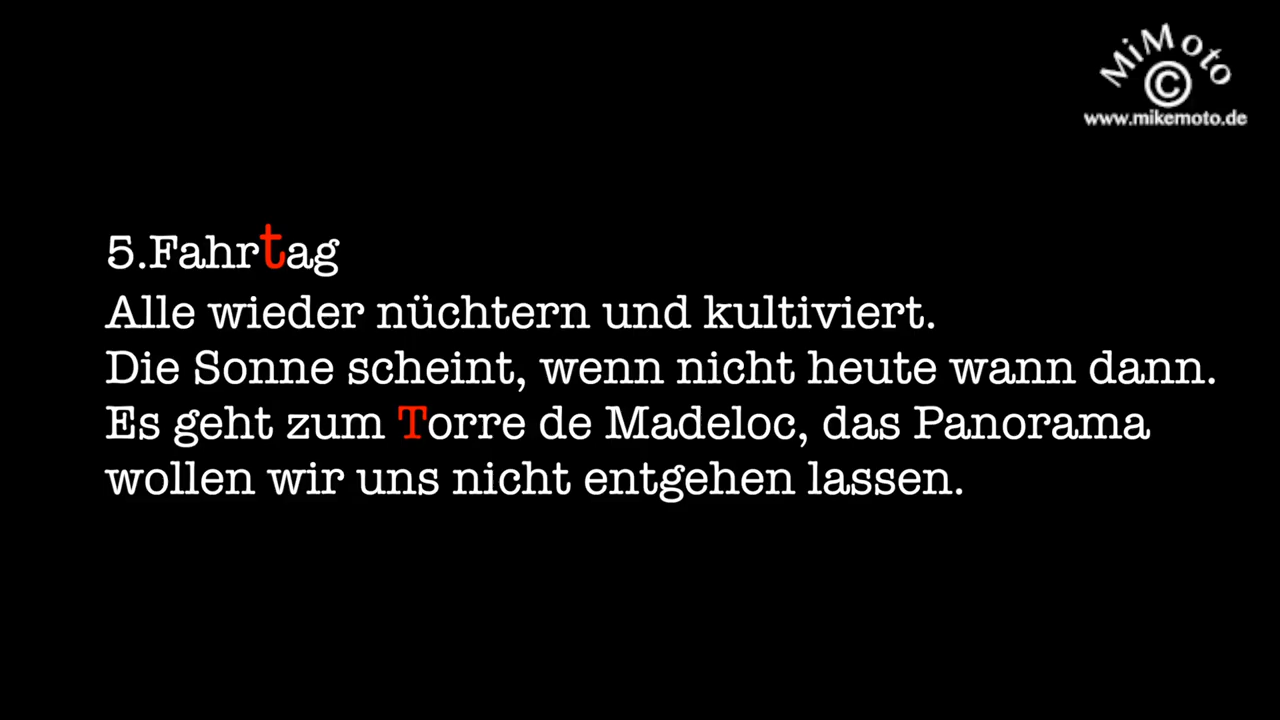 MiMoto
©
www.mikemoto.de
5.Fahrtag
Alle wieder nüchtern und kultiviert.
Die Sonne scheint, wenn nicht heute wann dann.
Es geht zum Torre de Madeloc, das Panorama
wollen wir uns nicht entgehen lassen.